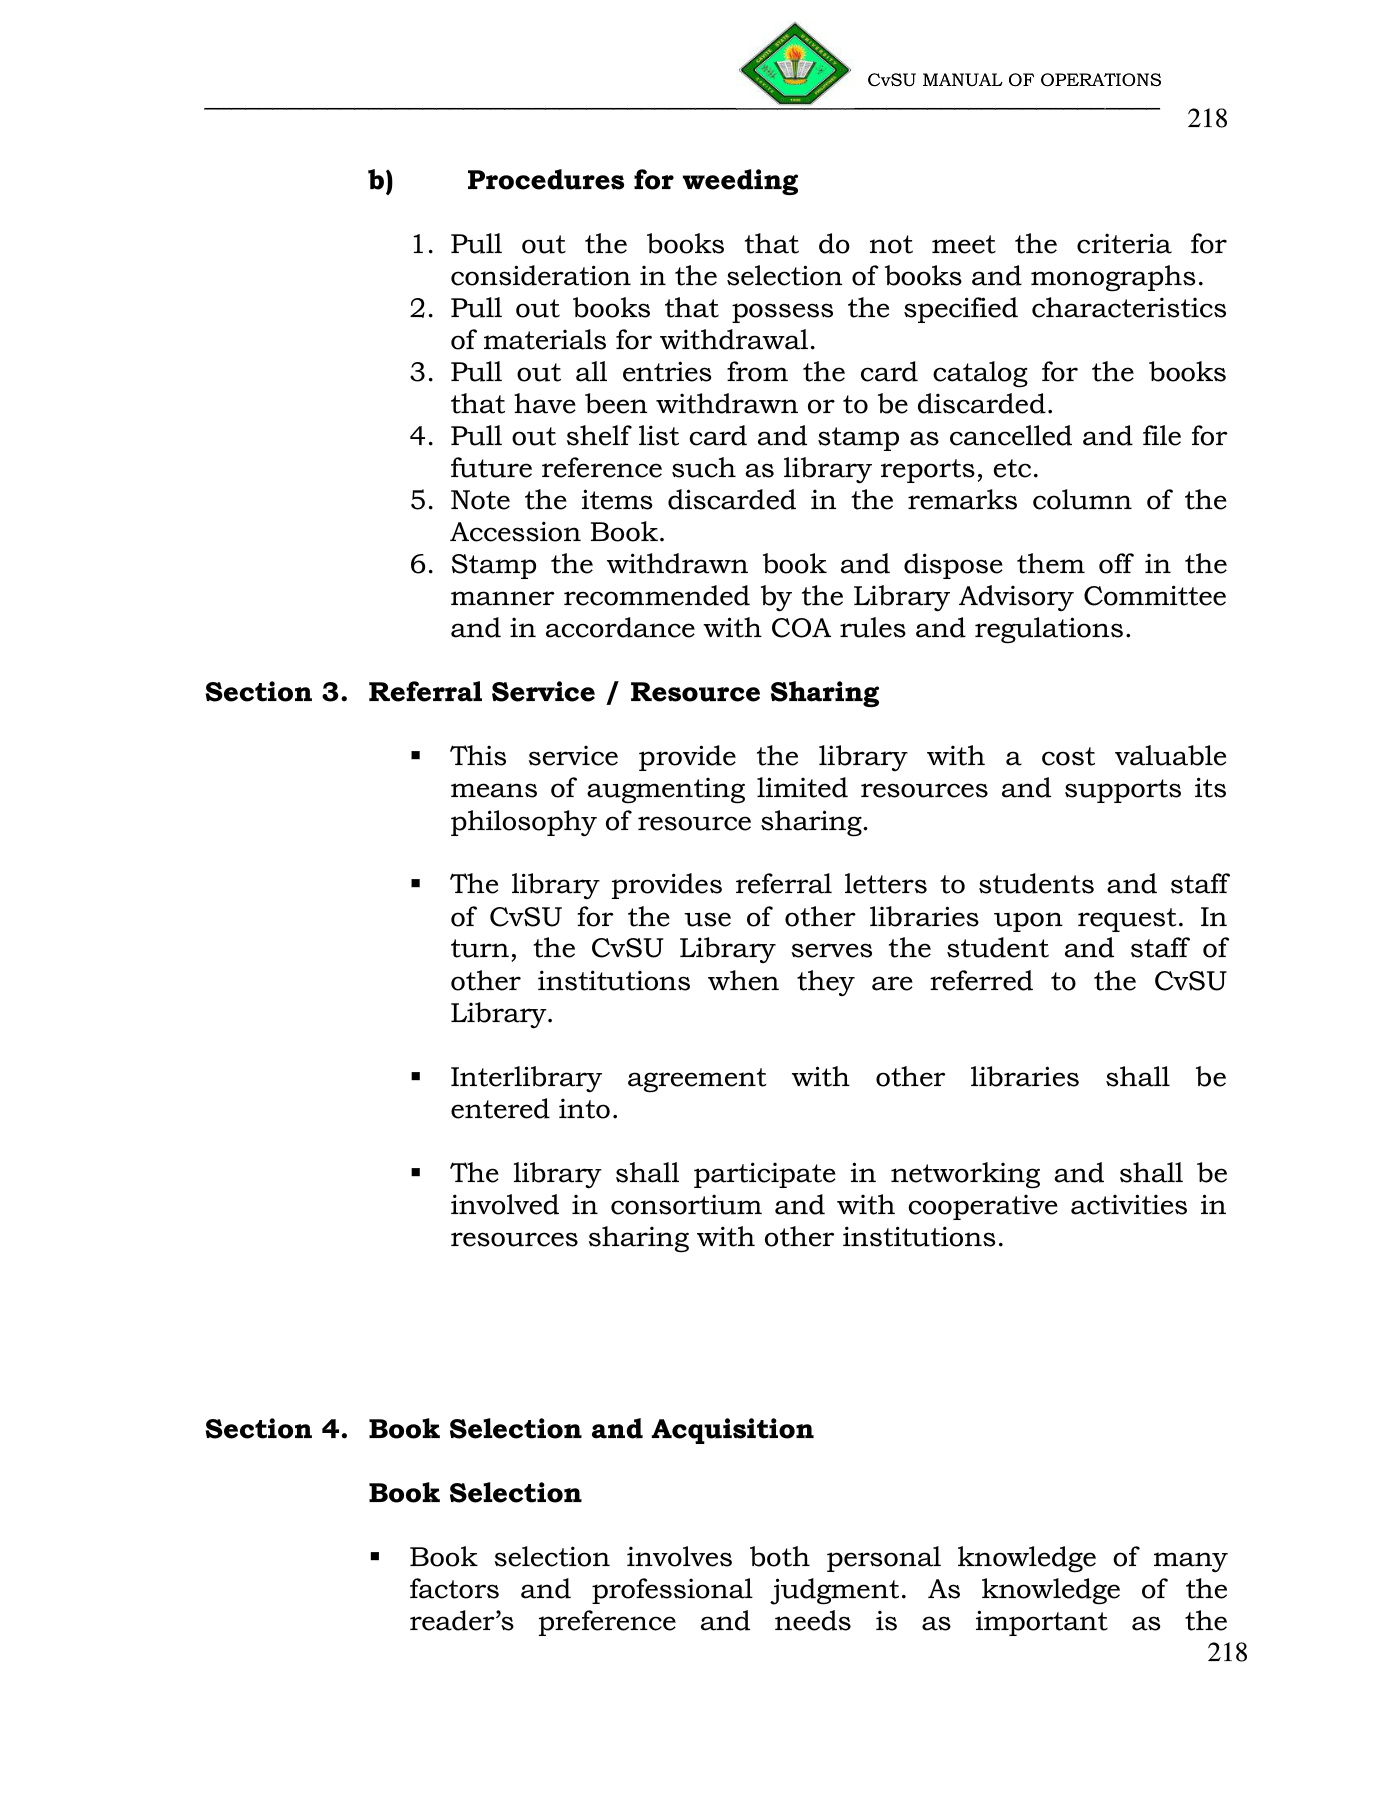 CvSU MANUAL OF OPERATIONS
218
b) Procedures for weeding
1. Pull out the books that do not meet the criteria for
consideration in the selection of books and monographs.
2. Pull out books that possess the specified characteristics
of materials for withdrawal.
3. Pull out all entries from the card catalog for the books
that have been withdrawn or to be discarded.
4. Pull out shelf list card and stamp as cancelled and file for
future reference such as library reports, etc.
5. Note the items discarded in the remarks column of the
Accession Book.
6. Stamp the withdrawn book and dispose them off in the
manner recommended by the Library Advisory Committee
and in accordance with COA rules and regulations.
Section 3. Referral Service / Resource Sharing
▪ This service provide the library with a cost valuable
means of augmenting limited resources and supports its
philosophy of resource sharing.
▪ The library provides referral letters to students and staff
of CvSU for the use of other libraries upon request. In
turn, the CvSU Library serves the student and staff of
other institutions when they are referred to the CvSU
Library.
▪ Interlibrary agreement with other libraries shall be
entered into.
▪ The library shall participate in networking and shall be
involved in consortium and with cooperative activities in
resources sharing with other institutions.
Section 4. Book Selection and Acquisition
Book Selection
▪ Book selection involves both personal knowledge of many
factors and professional judgment. As knowledge of the
reader’s preference and needs is as important as the
218